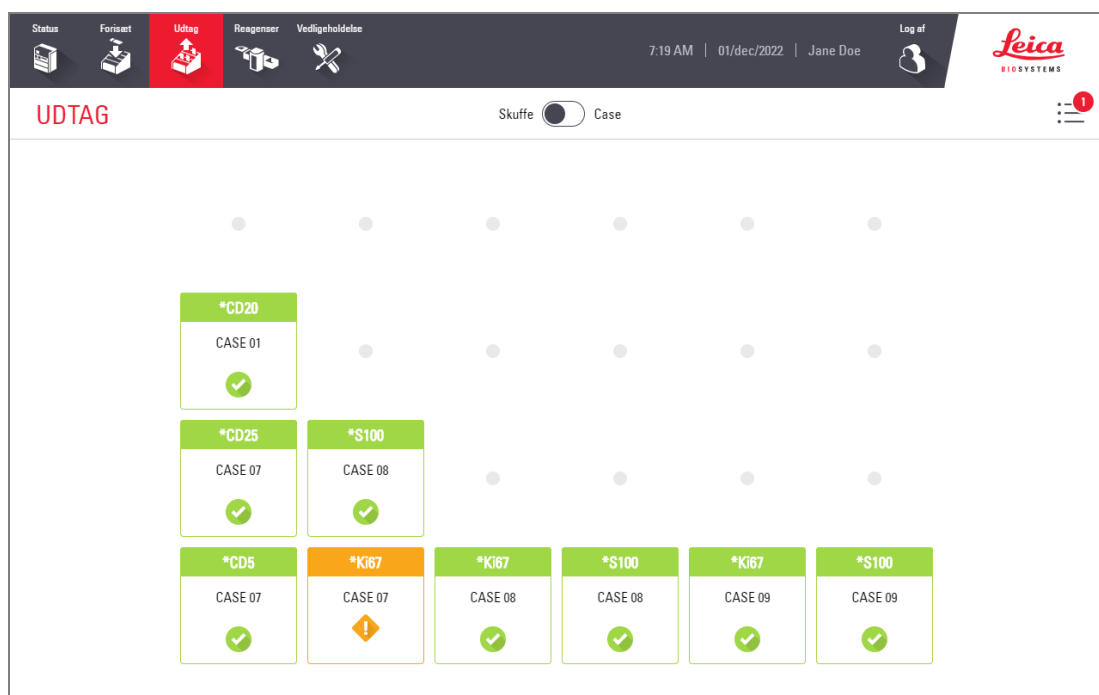 Status Forisæt Udtag Reagenser Vedligeholdelse
7:19 AM | 01/dec/2022 | Jane Doe
Log af
Leica
BIOSYSTEMS
UDTAG
Skuffe Case
1
*CD20
CASE 01
*CD25 *S100
CASE 07 CASE 08
*CD5 *Ki67 *Ki67 *S100 *Ki67 *S100
CASE 07 CASE 07 CASE 08 CASE 08 CASE 09 CASE 09